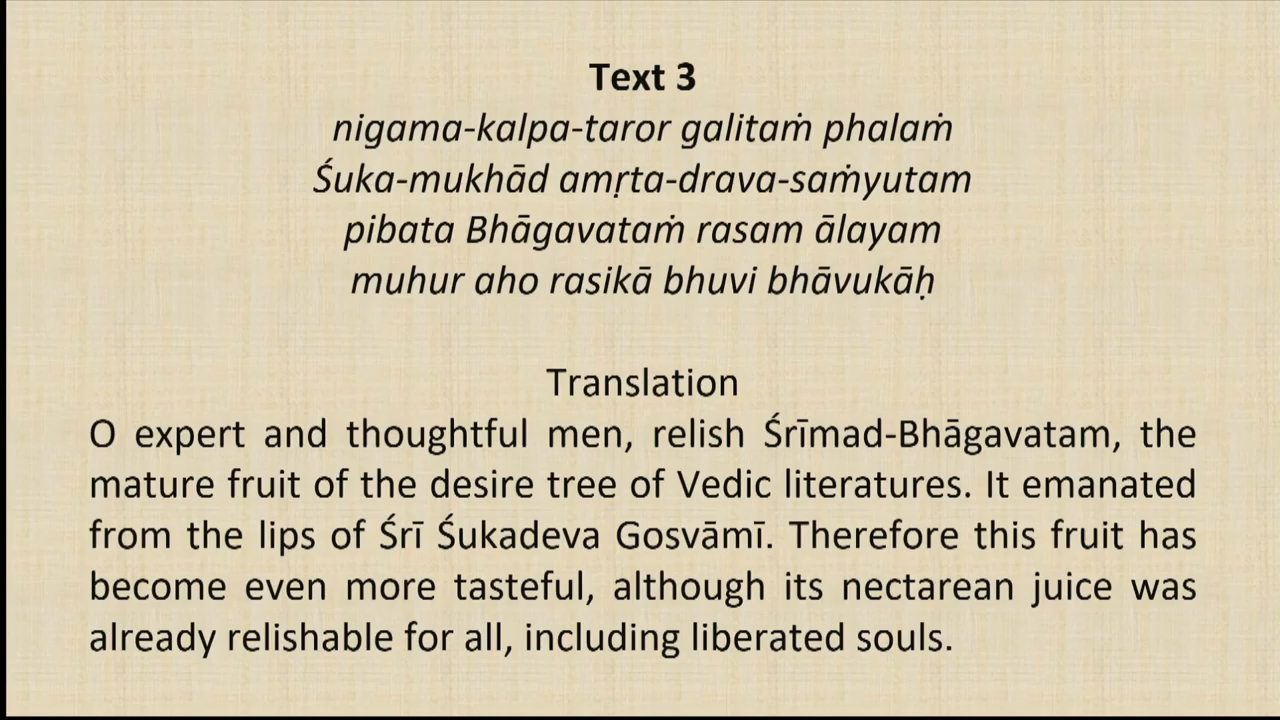 Text 3
nigama-kalpa-taror galitaṁ phalaṁ
Śuka-mukhād amṛta-drava-saṁyutam
pibata Bhāgavataṁ rasam ālayam
muhur aho rasikā bhuvi bhāvukāḥ
Translation
O expert and thoughtful men, relish Śrīmad-Bhāgavatam, the
mature fruit of the desire tree of Vedic literatures. It emanated
from the lips of Śrī Śukadeva Gosvāmī. Therefore this fruit has
become even more tasteful, although its nectarean juice was
already relishable for all, including liberated souls.